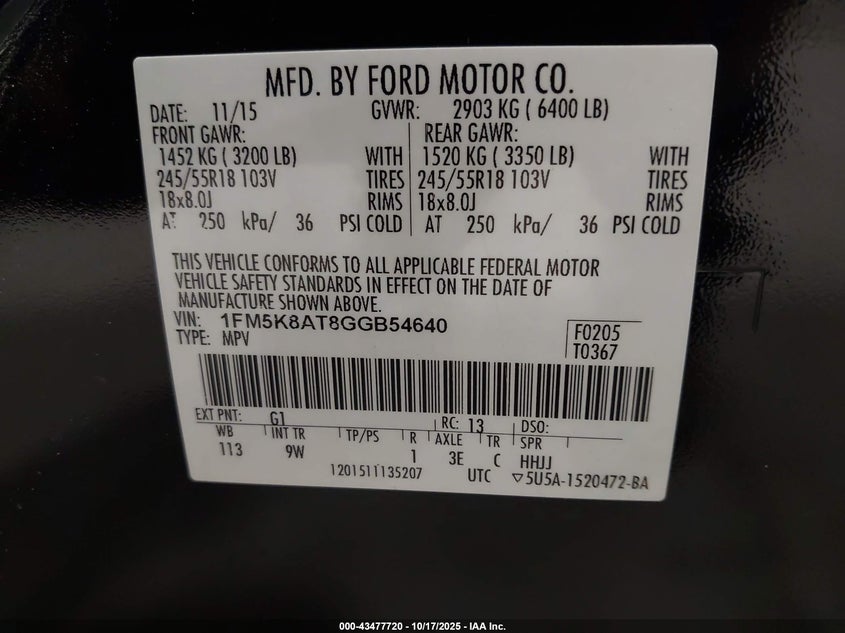 MFD. BY FORD MOTOR CO.
DATE: 11/15 GVWR: 2903 KG ( 6400 LB)
FRONT GAWR: REAR GAWR:
1452 KG ( 3200 LB) WITH 1520 KG ( 3350 LB) WITH
245/55R18 103V TIRES 245/55R18 103V TIRES
18x8.0J RIMS 18x8.0J RIMS
AT 250 kPa/ 36 PSI COLD AT 250 kPa/ 36 PSI COLD
THIS VEHICLE CONFORMS TO ALL APPLICABLE FEDERAL MOTOR
VEHICLE SAFETY STANDARDS IN EFFECT ON THE DATE OF
MANUFACTURE SHOWN ABOVE.
VIN: 1FM5K8AT8GGB54640
TYPE: MPV
F0205
T0367
EXT PNT: G1 RC: 13 DSO:
WB INT TR TP/PS R AXLE TR SPR
113 9W 1 3E C HHJJ
1201511135207 UTC ▽5U5A-1520472-BA
000-43477720 - 10/17/2025 - IAA Inc.